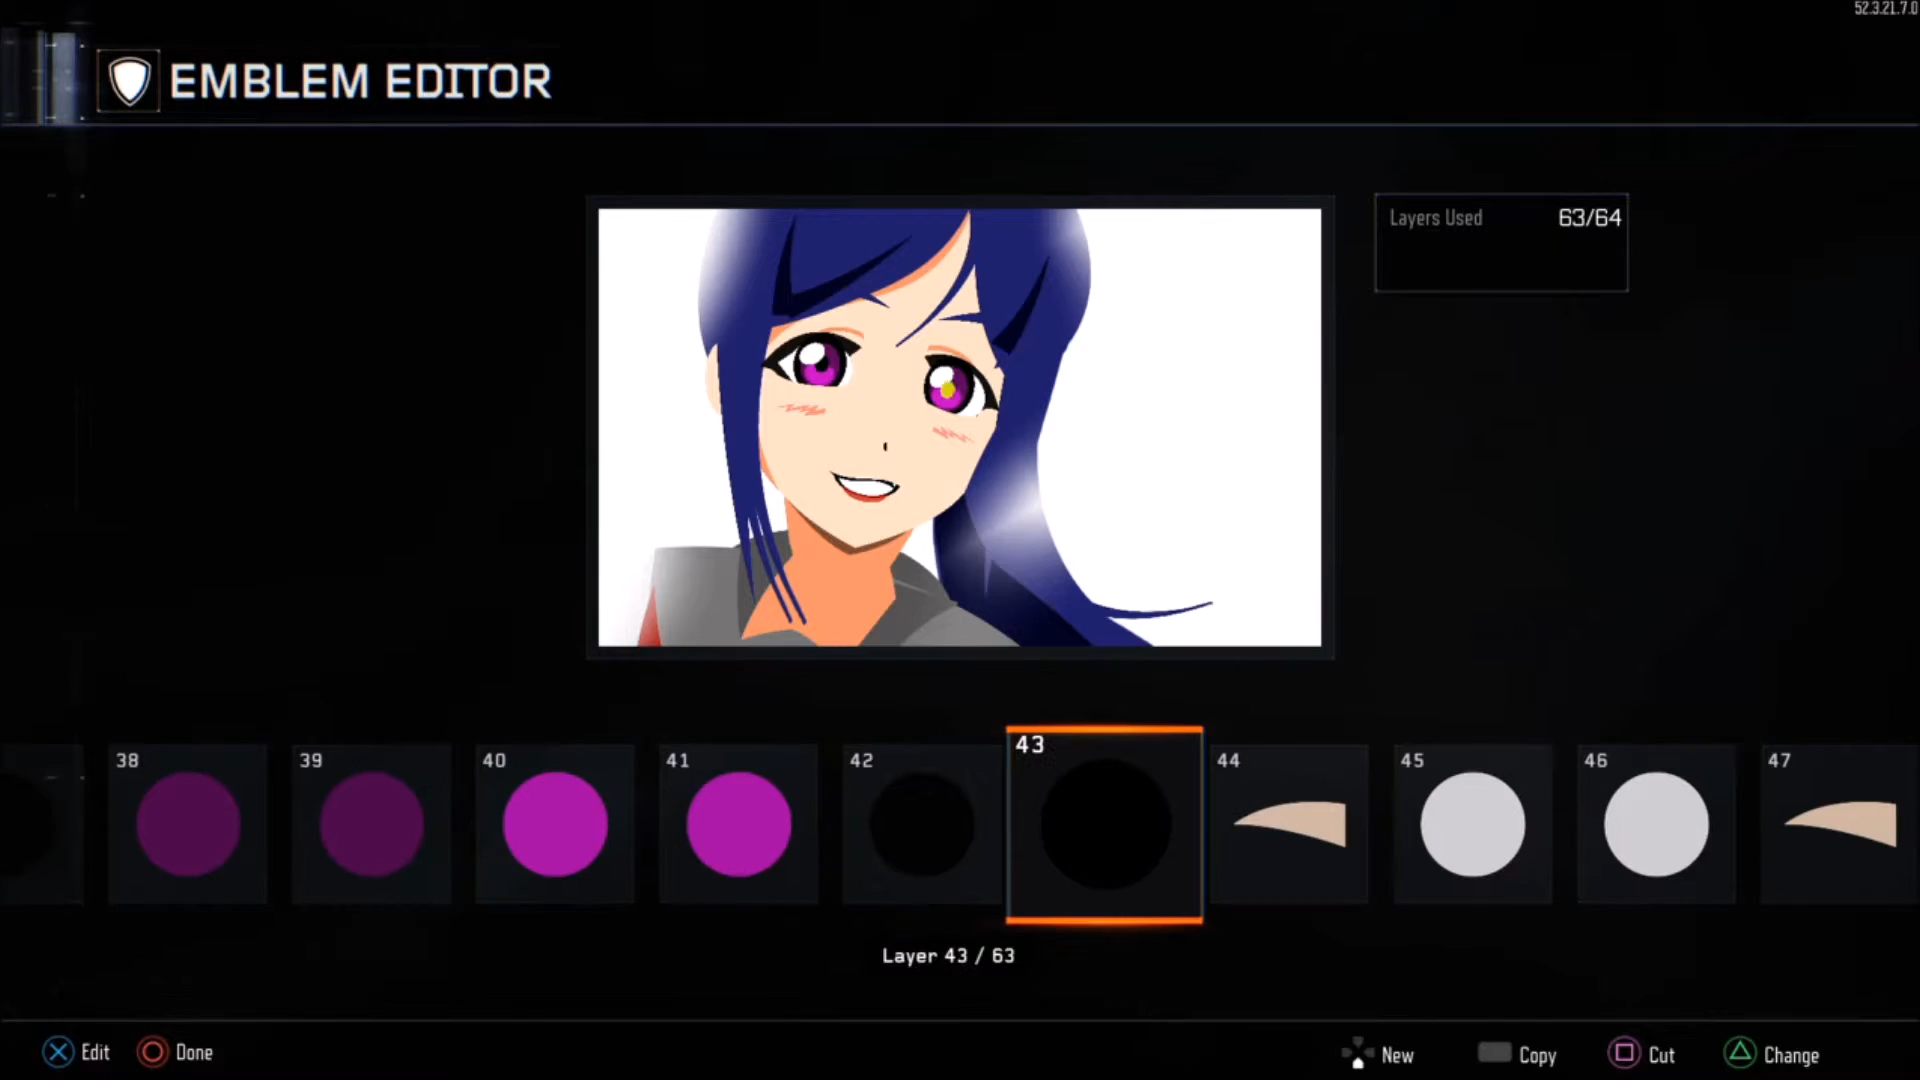 52.3.21.7.0
EMBLEM EDITOR
Layers Used 63/64
38 39 40 41 42 43 44 45 46 47
Layer 43 / 63
Edit Done New Copy Cut Change